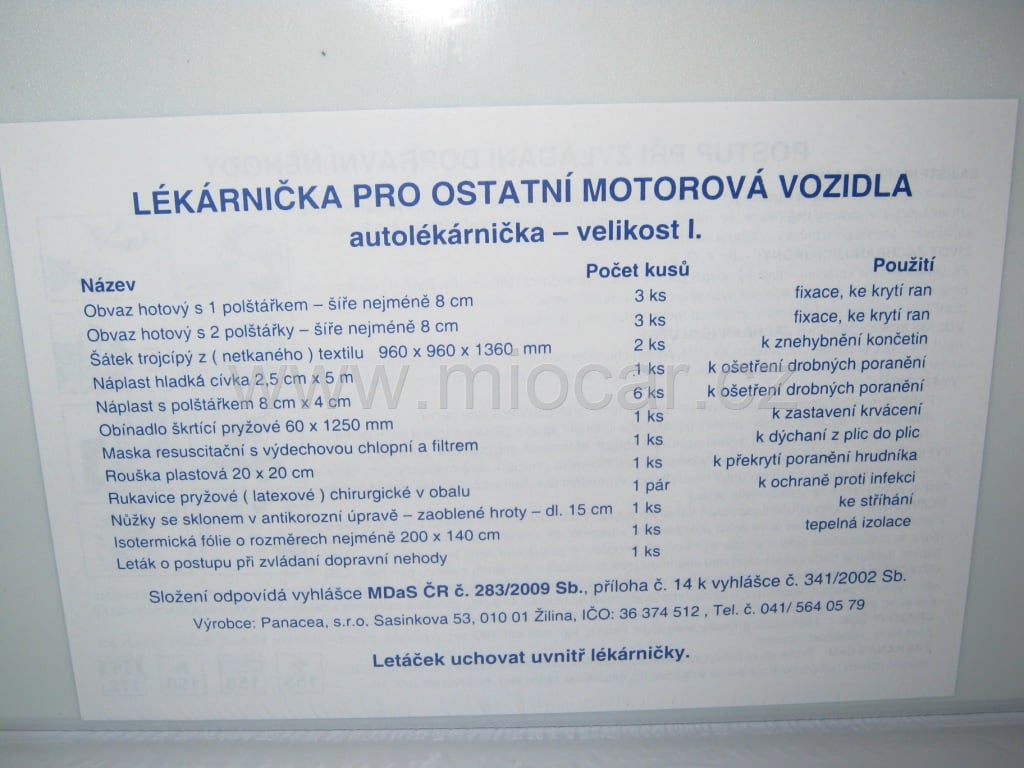 LÉKÁRNIČKA PRO OSTATNÍ MOTOROVÁ VOZIDLA
autolékárnička – velikost I.
Název Počet kusů Použití
Obvaz hotový s 1 polštářkem – šíře nejméně 8 cm 3 ks fixace, ke krytí ran
Obvaz hotový s 2 polštářky – šíře nejméně 8 cm 3 ks fixace, ke krytí ran
Šátek trojcípý z ( netkaného ) textilu 960 x 960 x 1360 mm 2 ks k znehybnění končetin
Náplast hladká cívka 2,5 cm x 5 m 1 ks k ošetření drobných poranění
Náplast s polštářkem 8 cm x 4 cm 6 ks k ošetření drobných poranění
Obínadlo škrtící pryžové 60 x 1250 mm 1 ks k zastavení krvácení
Maska resuscitační s výdechovou chlopní a filtrem 1 ks k dýchaní z plic do plic
Rouška plastová 20 x 20 cm 1 ks k překrytí poranění hrudníka
Rukavice pryžové ( latexové ) chirurgické v obalu 1 pár k ochraně proti infekci
Nůžky se sklonem v antikorozní úpravě – zaoblené hroty – dl. 15 cm 1 ks ke stříhání
Isotermická fólie o rozměrech nejméně 200 x 140 cm 1 ks tepelná izolace
Leták o postupu při zvládaní dopravní nehody 1 ks
Složení odpovídá vyhlášce MDaS ČR č. 283/2009 Sb., příloha č. 14 k vyhlášce č. 341/2002 Sb.
Výrobce: Panacea, s.r.o. Sasinkova 53, 010 01 Žilina, IČO: 36 374 512 , Tel. č. 041/ 564 05 79
Letáček uchovat uvnitř lékárničky.
www.miocar.cz